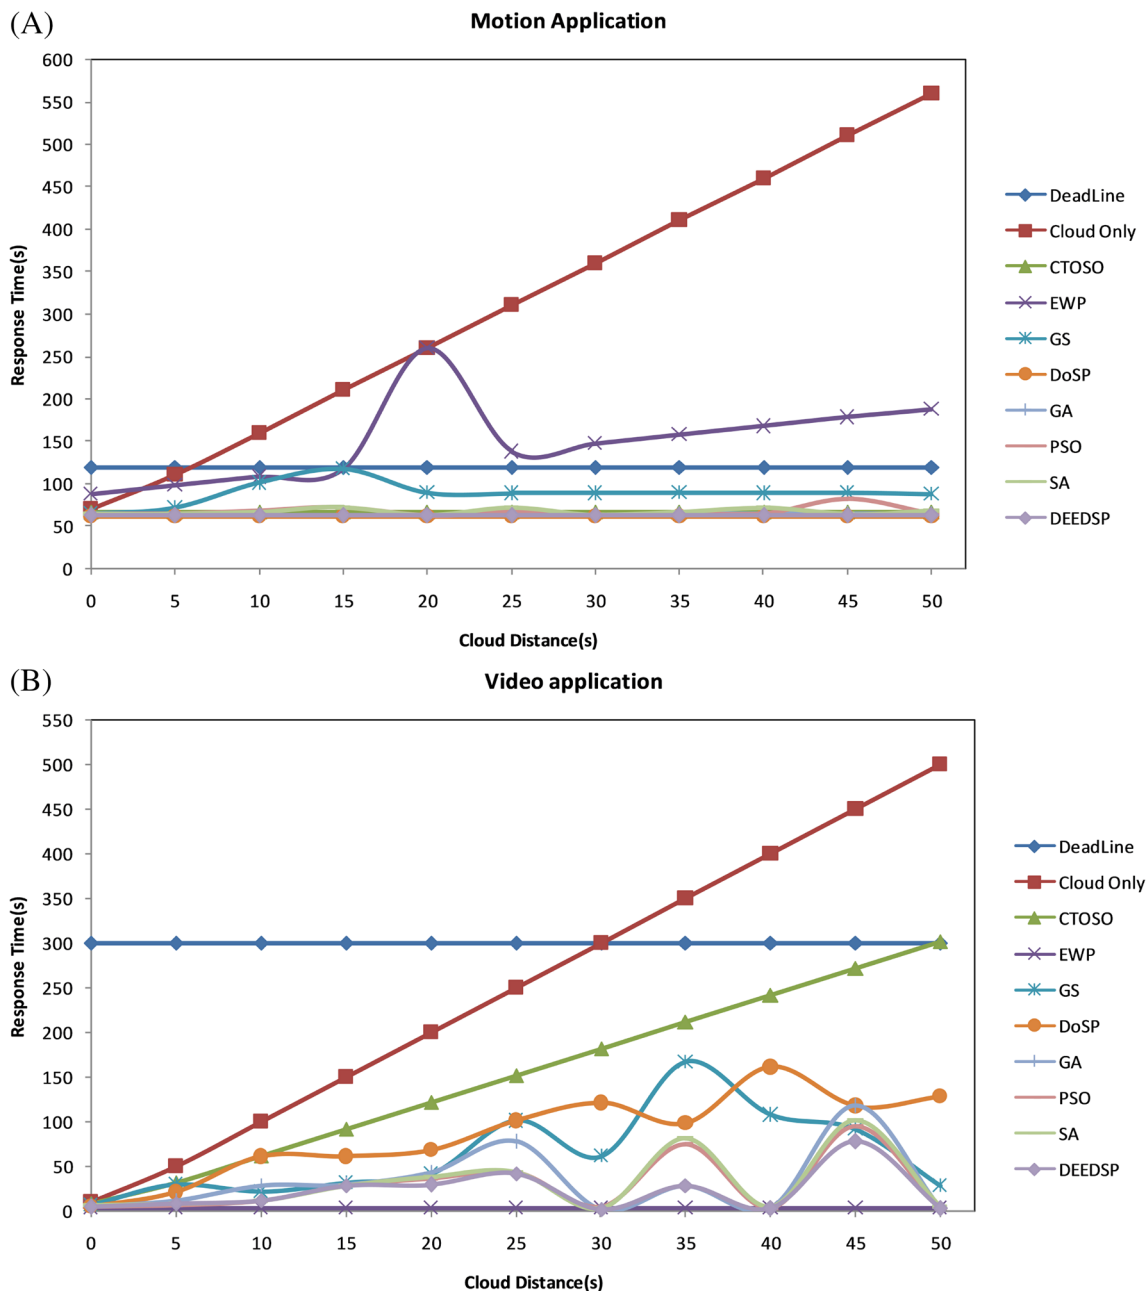 (A)
Motion Application
600
550
500
450
400
350
300
250
200
150
100
50
0
Response Time(s)
0 5 10 15 20 25 30 35 40 45 50
Cloud Distance(s)
DeadLine
Cloud Only
CTOSO
EWP
GS
DoSP
GA
PSO
SA
DEEDSP
(B)
Video application
550
500
450
400
350
300
250
200
150
100
50
0
Response Time(s)
0 5 10 15 20 25 30 35 40 45 50
Cloud Distance(s)
DeadLine
Cloud Only
CTOSO
EWP
GS
DoSP
GA
PSO
SA
DEEDSP